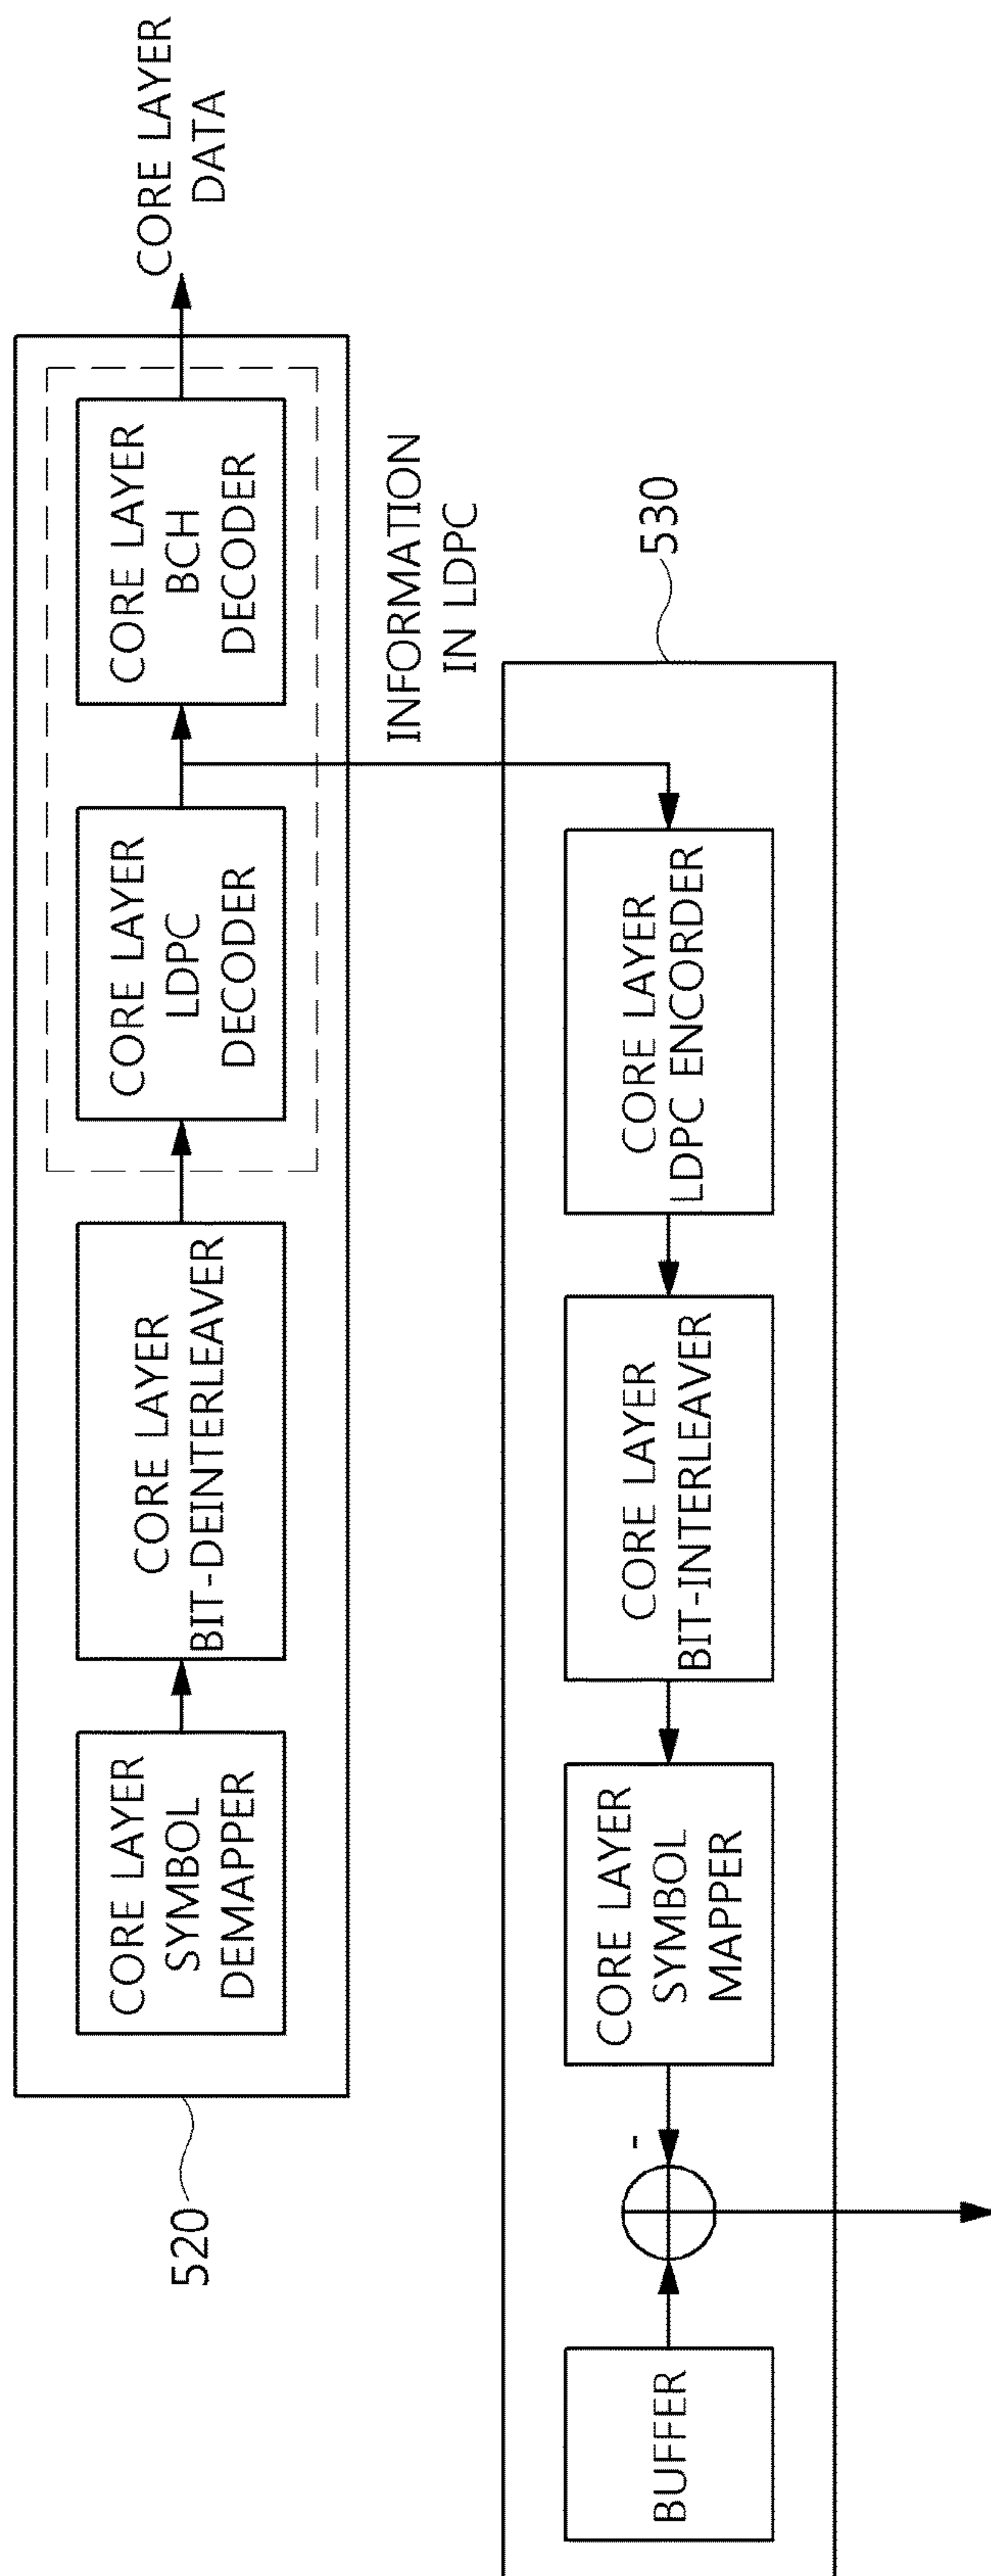 520
CORE LAYER
SYMBOL
DEMAPPER
CORE LAYER
BIT-DEINTERLEAVER
CORE LAYER
LDPC
DECODER
CORE LAYER
BCH
DECODER
CORE LAYER
DATA
INFORMATION
IN LDPC
530
BUFFER
-
CORE LAYER
SYMBOL
MAPPER
CORE LAYER
BIT-INTERLEAVER
CORE LAYER
LDPC ENCORDER